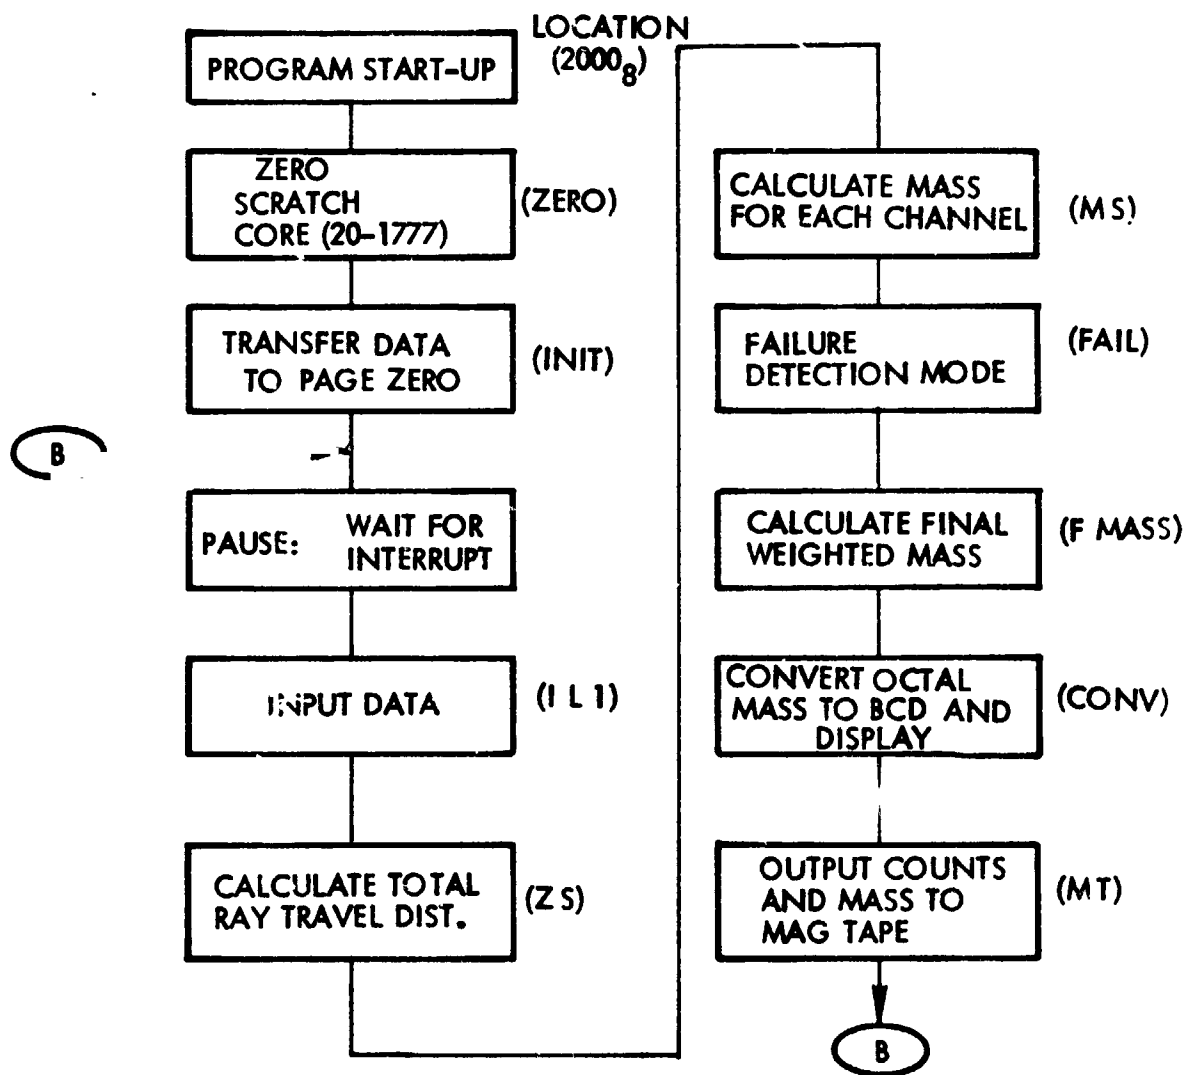 PROGRAM START-UP
LOCATION
(2000₈)
ZERO
SCRATCH
CORE (20-1777)
(ZERO)
TRANSFER DATA
TO PAGE ZERO
(INIT)
B
PAUSE: WAIT FOR
INTERRUPT
INPUT DATA
(I L 1)
CALCULATE TOTAL
RAY TRAVEL DIST.
(Z S)
CALCULATE MASS
FOR EACH CHANNEL
(MS)
FAILURE
DETECTION MODE
(FAIL)
CALCULATE FINAL
WEIGHTED MASS
(F MASS)
CONVERT OCTAL
MASS TO BCD AND
DISPLAY
(CONV)
OUTPUT COUNTS
AND MASS TO
MAG TAPE
(MT)
B